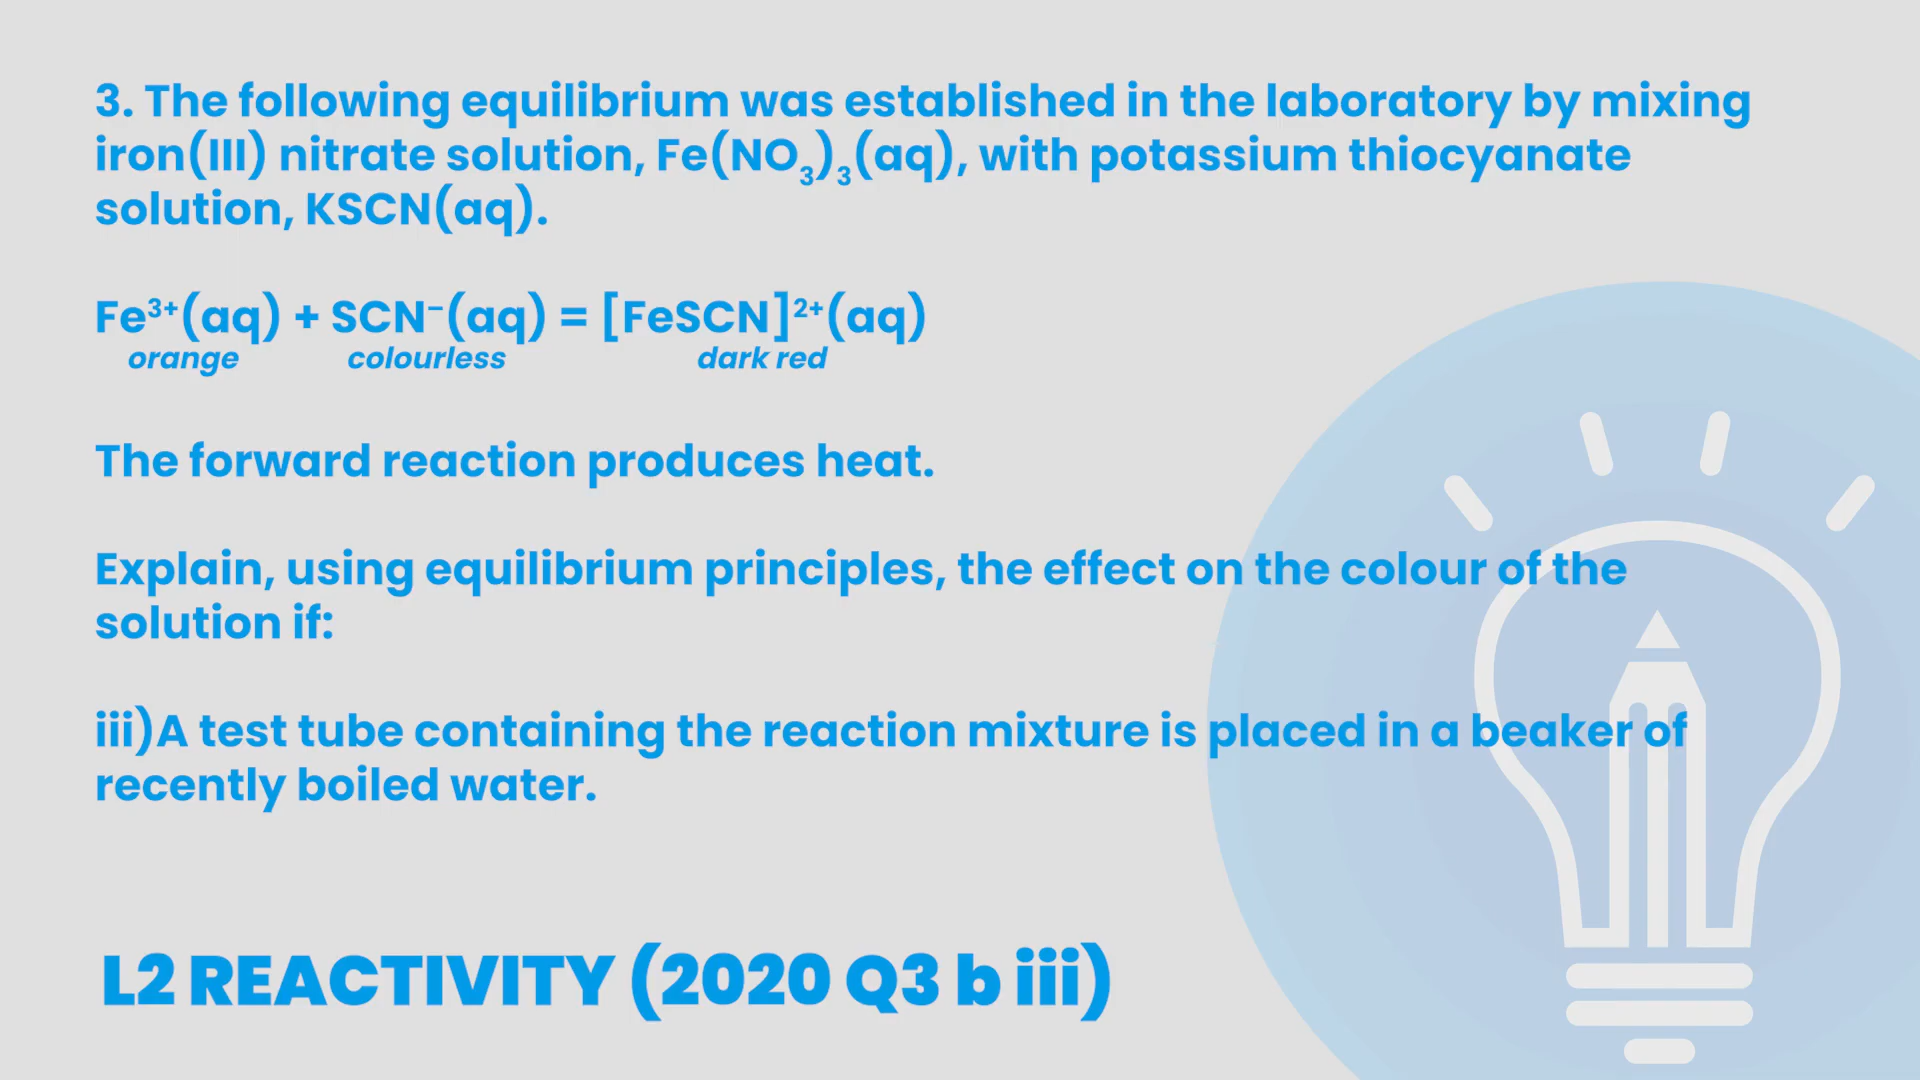 3. The following equilibrium was established in the laboratory by mixing
iron(III) nitrate solution, Fe(NO₃)₃(aq), with potassium thiocyanate
solution, KSCN(aq).
Fe³⁺(aq) + SCN⁻(aq) = [FeSCN]²⁺(aq)
orange colourless dark red
The forward reaction produces heat.
Explain, using equilibrium principles, the effect on the colour of the
solution if:
iii)A test tube containing the reaction mixture is placed in a beaker of
recently boiled water.
L2 REACTIVITY (2020 Q3 b iii)